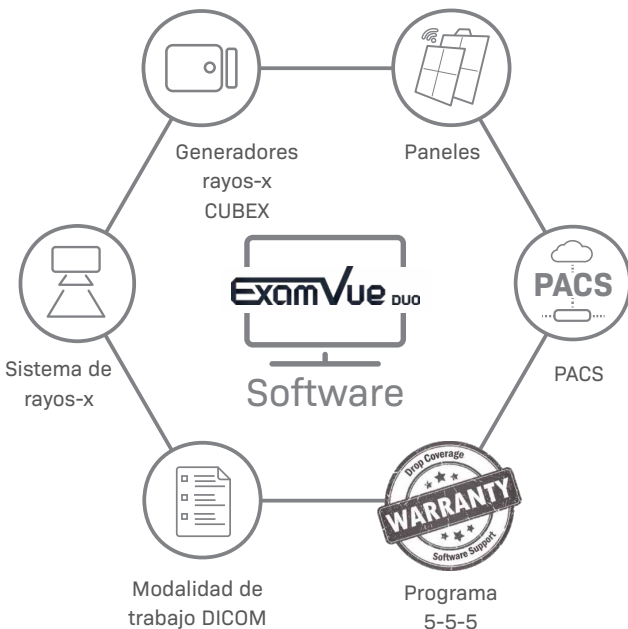 Generadores
rayos-x
CUBEX
Paneles
ExamVue DUO
Software
Sistema de
rayos-x
PACS
PACS
Modalidad de
trabajo DICOM
Drop Coverage
WARRANTY
Software Support
Programa
5-5-5